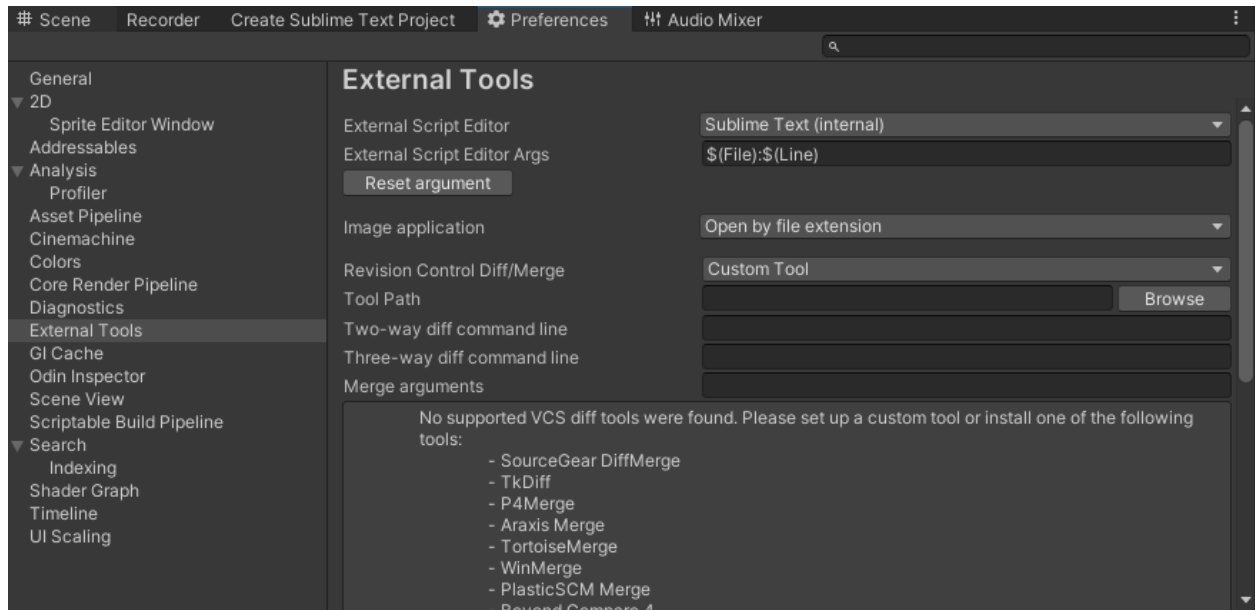 Scene Recorder Create Sublime Text Project Preferences Audio Mixer
General
2D
Sprite Editor Window
Addressables
Analysis
Profiler
Asset Pipeline
Cinemachine
Colors
Core Render Pipeline
Diagnostics
External Tools
GI Cache
Odin Inspector
Scene View
Scriptable Build Pipeline
Search
Indexing
Shader Graph
Timeline
UI Scaling
External Tools
External Script Editor Sublime Text (internal)
External Script Editor Args $(File):$(Line)
Reset argument
Image application Open by file extension
Revision Control Diff/Merge Custom Tool
Tool Path Browse
Two-way diff command line
Three-way diff command line
Merge arguments
No supported VCS diff tools were found. Please set up a custom tool or install one of the following
tools:
- SourceGear DiffMerge
- TkDiff
- P4Merge
- Araxis Merge
- TortoiseMerge
- WinMerge
- PlasticSCM Merge
- Beyond Compare 4